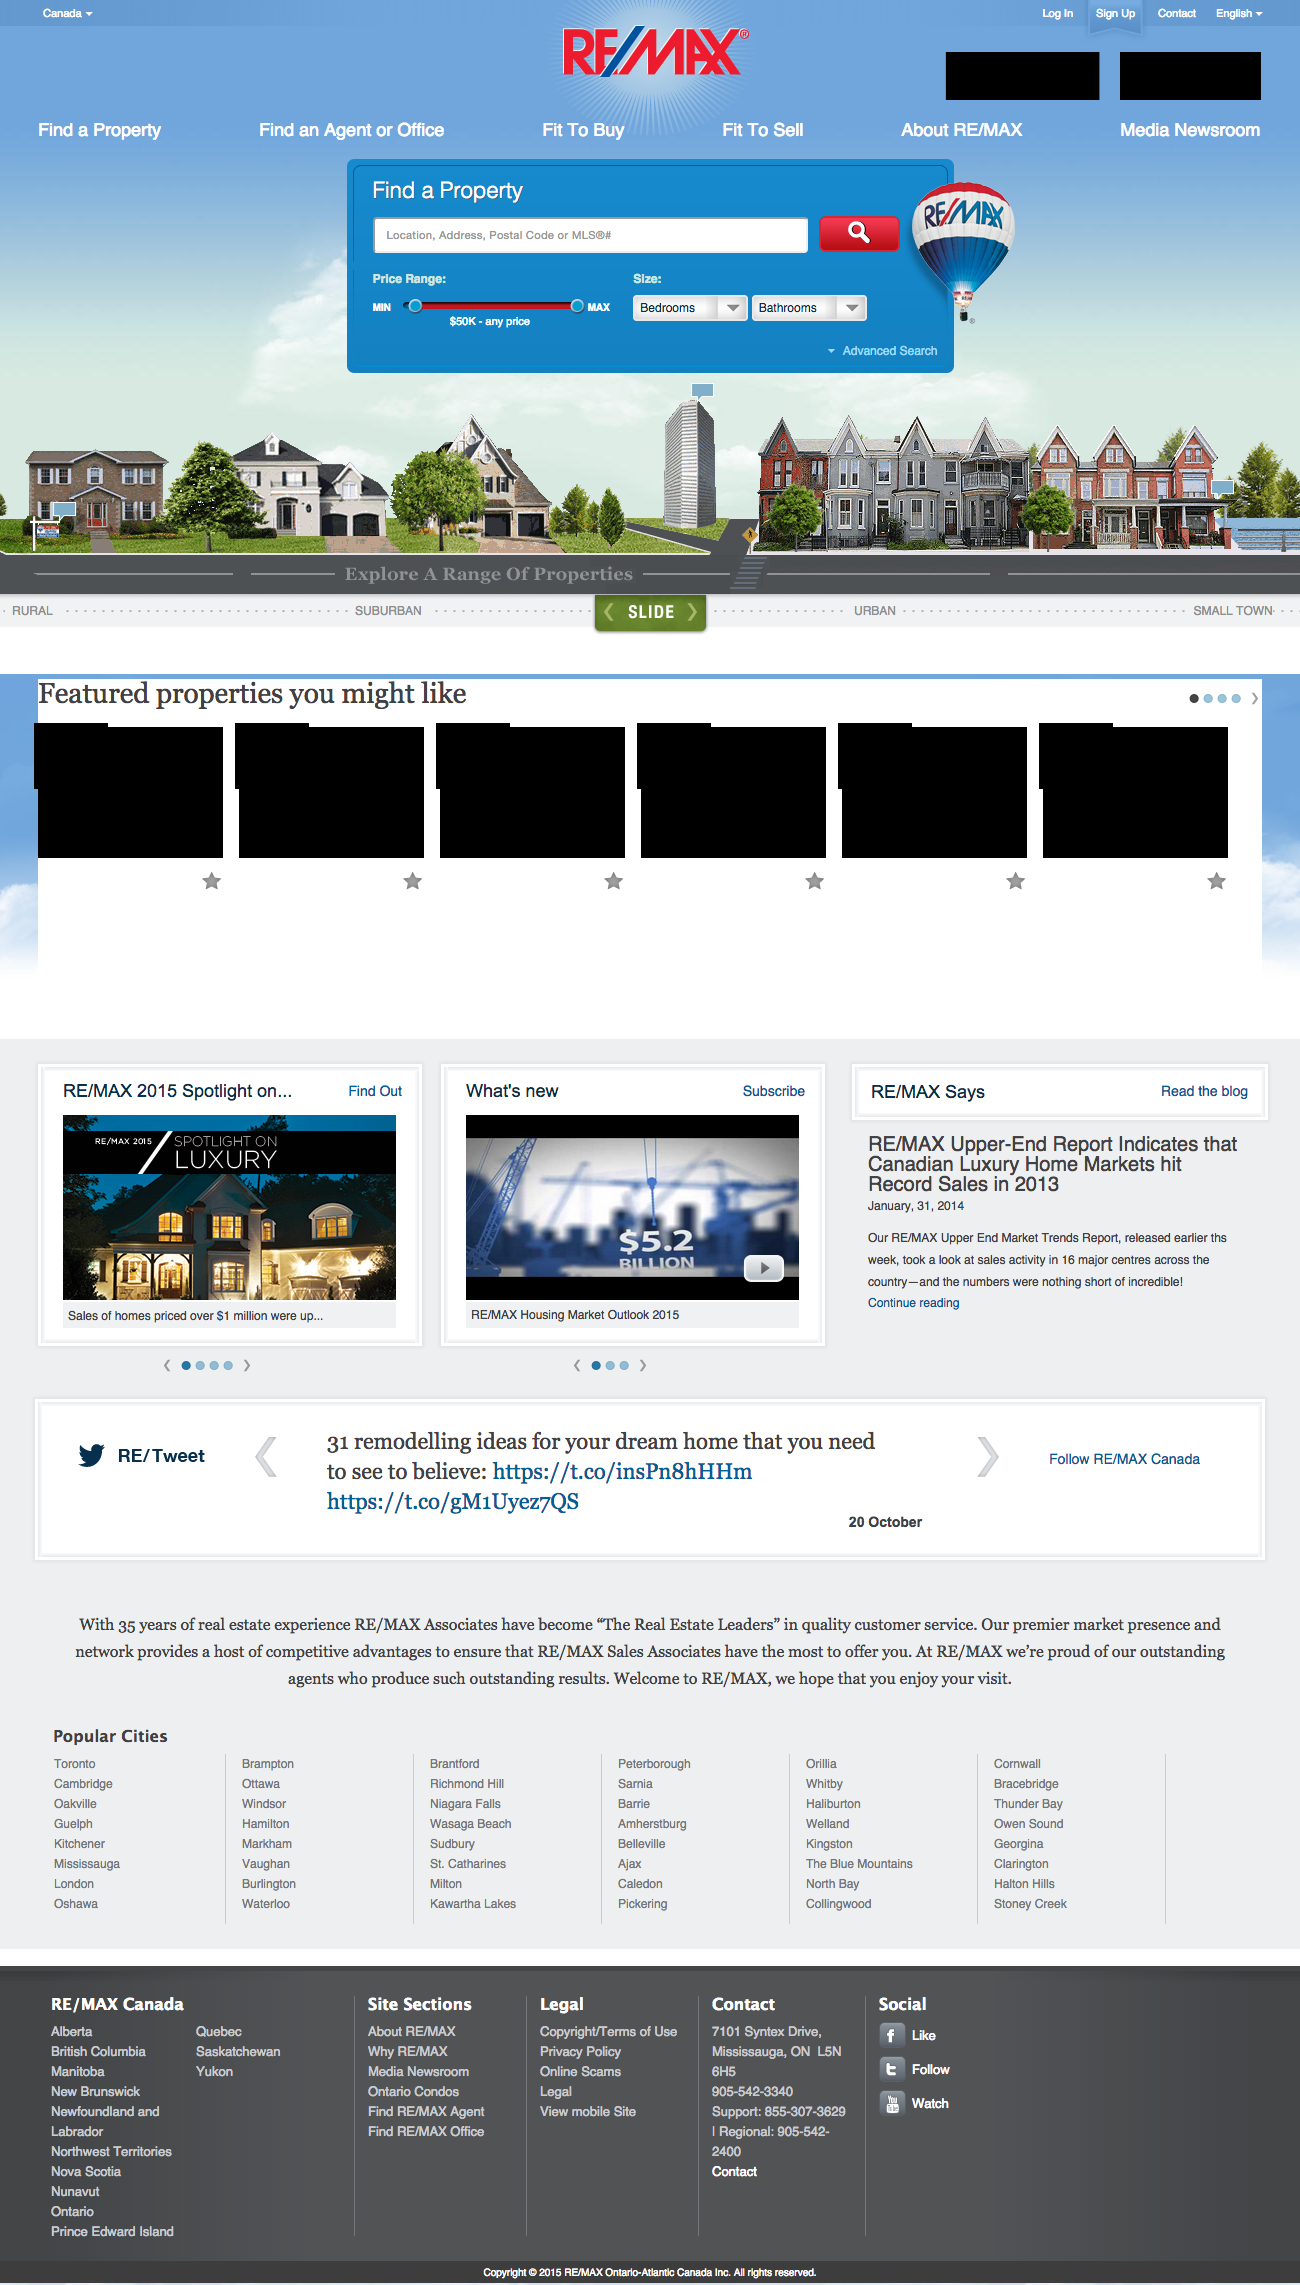 Canada
Log In
Sign Up
Contact
English
RE/MAX®
Find a Property
Find an Agent or Office
Fit To Buy
Fit To Sell
About RE/MAX
Media Newsroom
Find a Property
Location, Address, Postal Code or MLS®#
RE/MAX
Price Range:
Size:
MIN
MAX
$50K - any price
Bedrooms
Bathrooms
Advanced Search
Explore A Range Of Properties
RURAL
SUBURBAN
SLIDE
URBAN
SMALL TOWN
Featured properties you might like
RE/MAX 2015 Spotlight on...
Find Out
RE/MAX 2015
SPOTLIGHT ON
LUXURY
Sales of homes priced over $1 million were up...
What's new
Subscribe
$5.2
BILLION
RE/MAX Housing Market Outlook 2015
RE/MAX Says
Read the blog
RE/MAX Upper-End Report Indicates that
Canadian Luxury Home Markets hit
Record Sales in 2013
January, 31, 2014
Our RE/MAX Upper End Market Trends Report, released earlier ths
week, took a look at sales activity in 16 major centres across the
country—and the numbers were nothing short of incredible!
Continue reading
RE/Tweet
31 remodelling ideas for your dream home that you need
to see to believe: https://t.co/insPn8hHHm
https://t.co/gM1Uyez7QS
20 October
Follow RE/MAX Canada
With 35 years of real estate experience RE/MAX Associates have become “The Real Estate Leaders” in quality customer service. Our premier market presence and
network provides a host of competitive advantages to ensure that RE/MAX Sales Associates have the most to offer you. At RE/MAX we’re proud of our outstanding
agents who produce such outstanding results. Welcome to RE/MAX, we hope that you enjoy your visit.
Popular Cities
Toronto
Cambridge
Oakville
Guelph
Kitchener
Mississauga
London
Oshawa
Brampton
Ottawa
Windsor
Hamilton
Markham
Vaughan
Burlington
Waterloo
Brantford
Richmond Hill
Niagara Falls
Wasaga Beach
Sudbury
St. Catharines
Milton
Kawartha Lakes
Peterborough
Sarnia
Barrie
Amherstburg
Belleville
Ajax
Caledon
Pickering
Orillia
Whitby
Haliburton
Welland
Kingston
The Blue Mountains
North Bay
Collingwood
Cornwall
Bracebridge
Thunder Bay
Owen Sound
Georgina
Clarington
Halton Hills
Stoney Creek
RE/MAX Canada
Alberta
British Columbia
Manitoba
New Brunswick
Newfoundland and
Labrador
Northwest Territories
Nova Scotia
Nunavut
Ontario
Prince Edward Island
Quebec
Saskatchewan
Yukon
Site Sections
About RE/MAX
Why RE/MAX
Media Newsroom
Ontario Condos
Find RE/MAX Agent
Find RE/MAX Office
Legal
Copyright/Terms of Use
Privacy Policy
Online Scams
Legal
View mobile Site
Contact
7101 Syntex Drive,
Mississauga, ON L5N
6H5
905-542-3340
Support: 855-307-3629
| Regional: 905-542-
2400
Contact
Social
Like
Follow
Watch
Copyright © 2015 RE/MAX Ontario-Atlantic Canada Inc. All rights reserved.